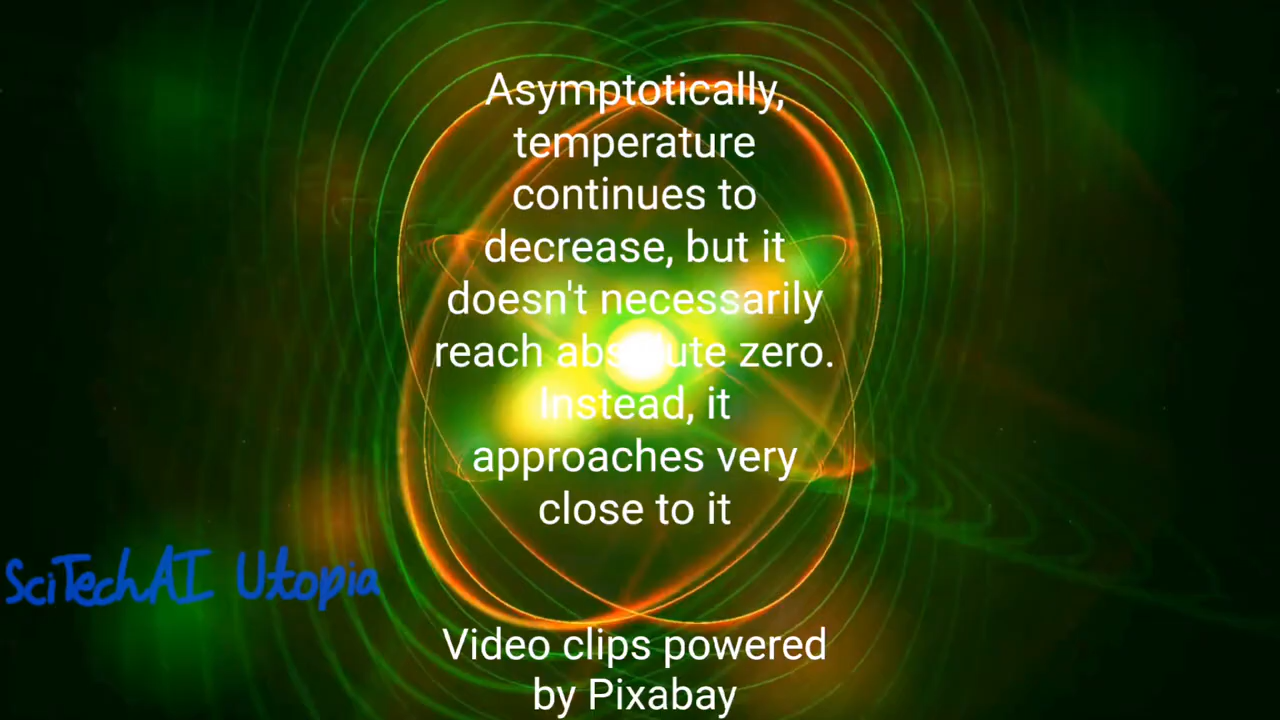 Asymptotically,
temperature
continues to
decrease, but it
doesn't necessarily
reach absolute zero.
Instead, it
approaches very
close to it
SciTechAI Utopia
Video clips powered
by Pixabay